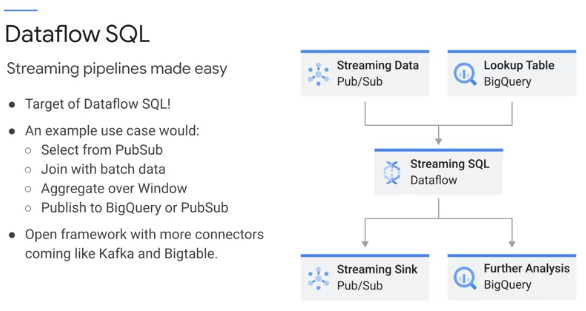 Dataflow SQL
Streaming pipelines made easy
● Target of Dataflow SQL!
● An example use case would:
○ Select from PubSub
○ Join with batch data
○ Aggregate over Window
○ Publish to BigQuery or PubSub
● Open framework with more connectors
coming like Kafka and Bigtable.
Streaming Data
Pub/Sub
Lookup Table
BigQuery
Streaming SQL
Dataflow
Streaming Sink
Pub/Sub
Further Analysis
BigQuery